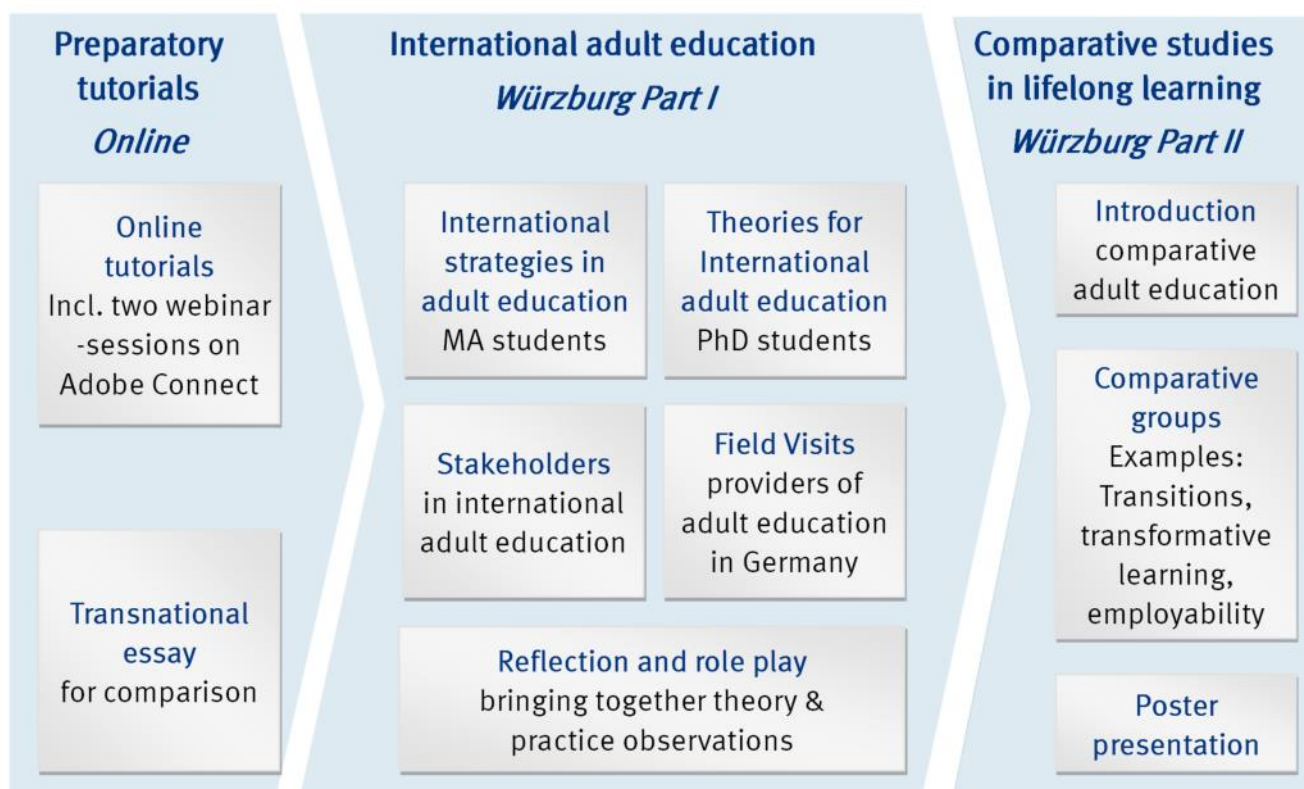 Preparatory
tutorials
Online
Online
tutorials
Incl. two webinar
-sessions on
Adobe Connect
Transnational
essay
for comparison
International adult education
Würzburg Part I
International
strategies in
adult education
MA students
Theories for
International
adult education
PhD students
Stakeholders
in international
adult education
Field Visits
providers of
adult education
in Germany
Reflection and role play
bringing together theory &
practice observations
Comparative studies
in lifelong learning
Würzburg Part II
Introduction
comparative
adult education
Comparative
groups
Examples:
Transitions,
transformative
learning,
employability
Poster
presentation